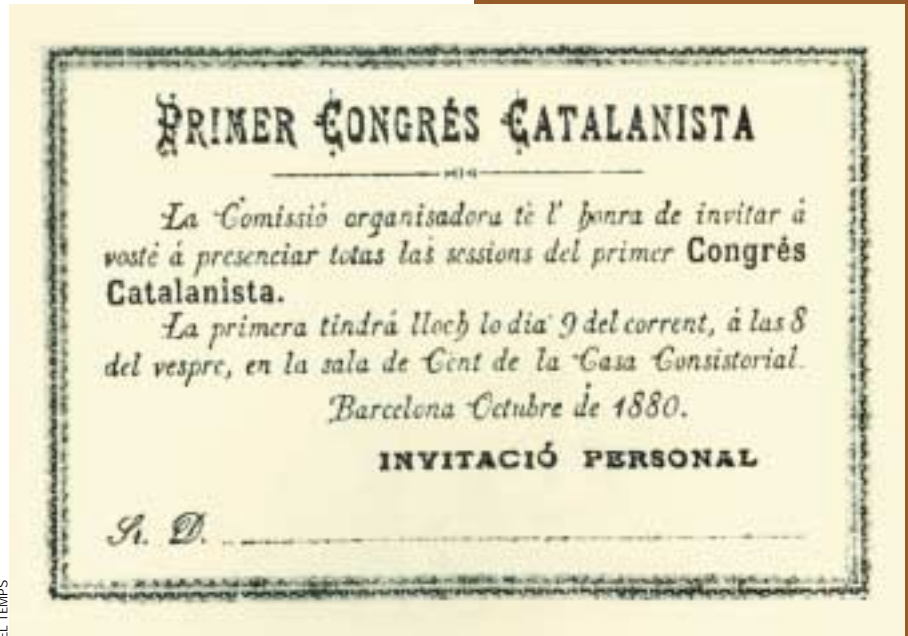 PRIMER CONGRÉS CATALANISTA
La Comissió organisadora té l' honra de invitar á
vosté á presenciar totas las sessions del primer Congrés
Catalanista.
La primera tindrá lloch lo dia 9 del corrent, á las 8
del vespre, en la sala de Cent de la Casa Consistorial.
Barcelona Octubre de 1880.
INVITACIÓ PERSONAL
Sr. D.
EL TEMPS